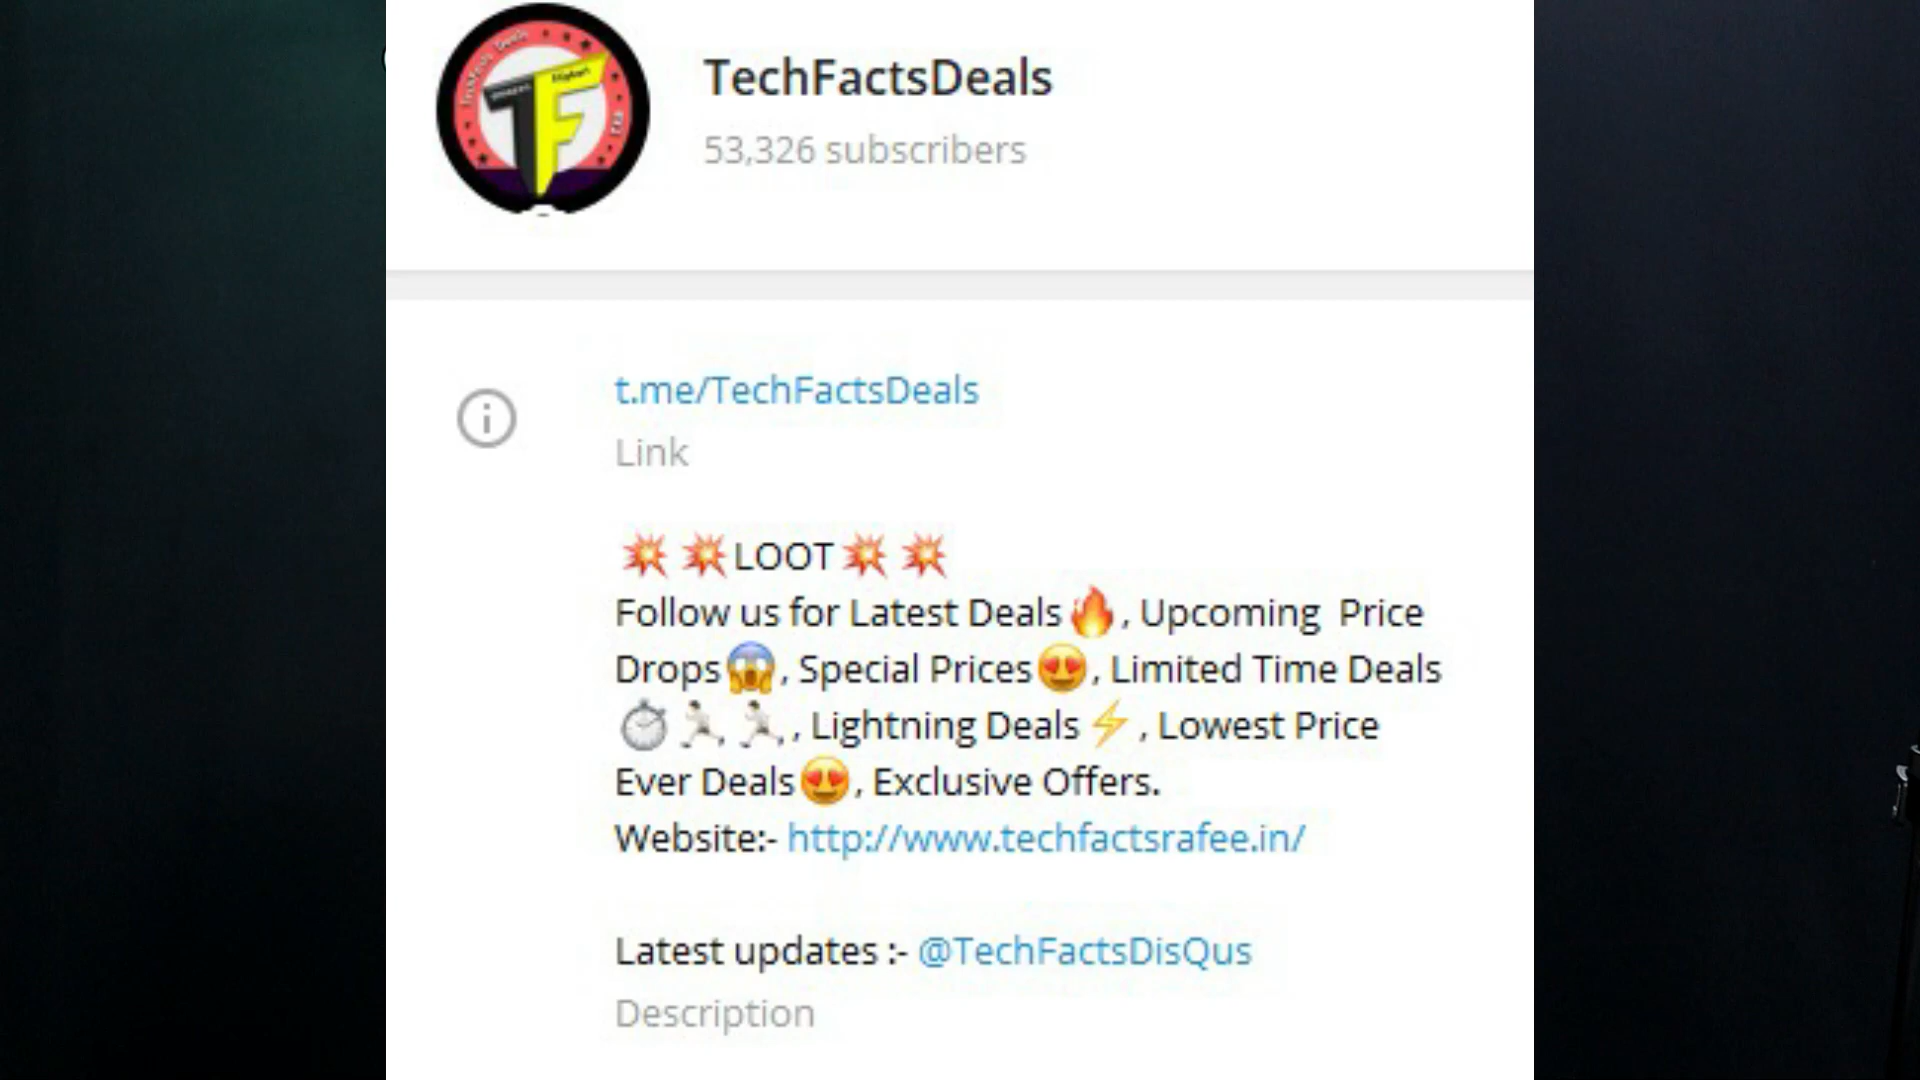 TechFactsDeals
53,326 subscribers
t.me/TechFactsDeals
Link
💥 💥LOOT💥 💥
Follow us for Latest Deals🔥, Upcoming  Price
Drops😱, Special Prices😍, Limited Time Deals
⏱🏃🏻🏃🏻, Lightning Deals⚡, Lowest Price
Ever Deals😍, Exclusive Offers.
Website:- http://www.techfactsrafee.in/
Latest updates :- @TechFactsDisQus
Description